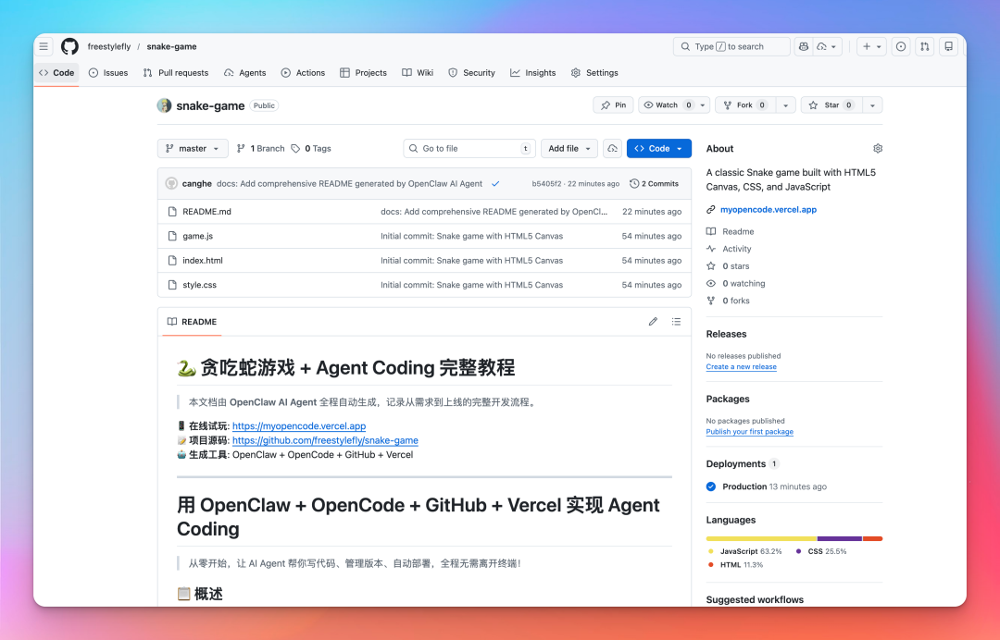 freestylefly / snake-game
Type / to search
Code
Issues
Pull requests
Agents
Actions
Projects
Wiki
Security
Insights
Settings
snake-game Public
Pin
Watch 0
Fork 0
Star 0
master
1 Branch
0 Tags
Go to file t
Add file
Code
canghe docs: Add comprehensive README generated by OpenClaw AI Agent b5405f2 · 22 minutes ago 2 Commits
README.md docs: Add comprehensive README generated by OpenCl... 22 minutes ago
game.js Initial commit: Snake game with HTML5 Canvas 54 minutes ago
index.html Initial commit: Snake game with HTML5 Canvas 54 minutes ago
style.css Initial commit: Snake game with HTML5 Canvas 54 minutes ago
README
🐍 贪吃蛇游戏 + Agent Coding 完整教程
本文档由 OpenClaw AI Agent 全程自动生成，记录从需求到上线的完整开发流程。
📱 在线试玩: https://myopencode.vercel.app
📝 项目源码: https://github.com/freestylefly/snake-game
🤖 生成工具: OpenClaw + OpenCode + GitHub + Vercel
用 OpenClaw + OpenCode + GitHub + Vercel 实现 Agent
Coding
从零开始，让 AI Agent 帮你写代码、管理版本、自动部署，全程无需离开终端！
📋 概述
About
A classic Snake game built with HTML5
Canvas, CSS, and JavaScript
myopencode.vercel.app
Readme
Activity
0 stars
0 watching
0 forks
Releases
No releases published
Create a new release
Packages
No packages published
Publish your first package
Deployments 1
Production 13 minutes ago
Languages
JavaScript 63.2% CSS 25.5%
HTML 11.3%
Suggested workflows